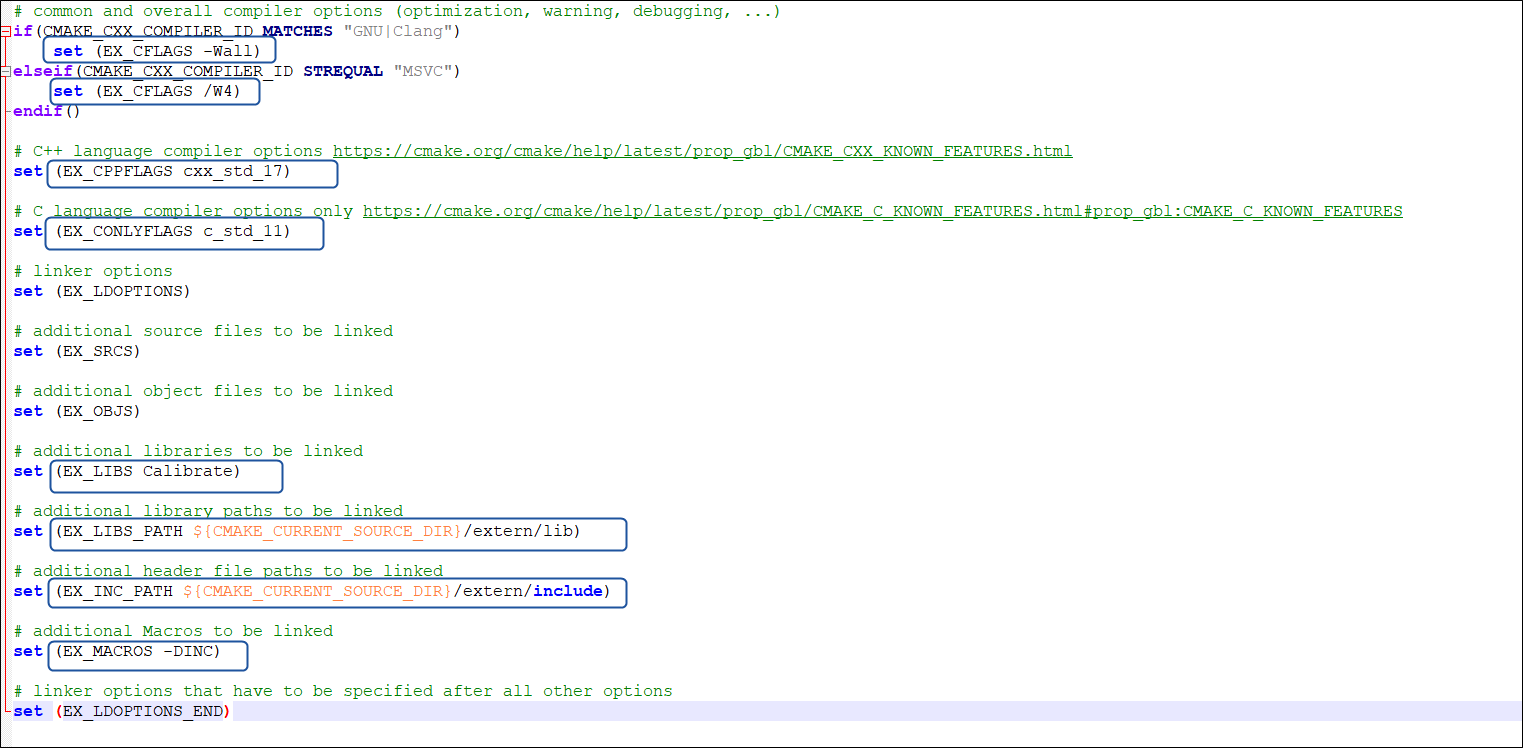 # common and overall compiler options (optimization, warning, debugging, ...)
if(CMAKE_CXX_COMPILER_ID MATCHES "GNU|Clang")
    set (EX_CFLAGS -Wall)
elseif(CMAKE_CXX_COMPILER_ID STREQUAL "MSVC")
    set (EX_CFLAGS /W4)
endif()

# C++ language compiler options https://cmake.org/cmake/help/latest/prop_gbl/CMAKE_CXX_KNOWN_FEATURES.html
set (EX_CPPFLAGS cxx_std_17)

# C language compiler options only https://cmake.org/cmake/help/latest/prop_gbl/CMAKE_C_KNOWN_FEATURES.html#prop_gbl:CMAKE_C_KNOWN_FEATURES
set (EX_CONLYFLAGS c_std_11)

# linker options
set (EX_LDOPTIONS)

# additional source files to be linked
set (EX_SRCS)

# additional object files to be linked
set (EX_OBJS)

# additional libraries to be linked
set (EX_LIBS Calibrate)

# additional library paths to be linked
set (EX_LIBS_PATH ${CMAKE_CURRENT_SOURCE_DIR}/extern/lib)

# additional header file paths to be linked
set (EX_INC_PATH ${CMAKE_CURRENT_SOURCE_DIR}/extern/include)

# additional Macros to be linked
set (EX_MACROS -DINC)

# linker options that have to be specified after all other options
set (EX_LDOPTIONS_END)